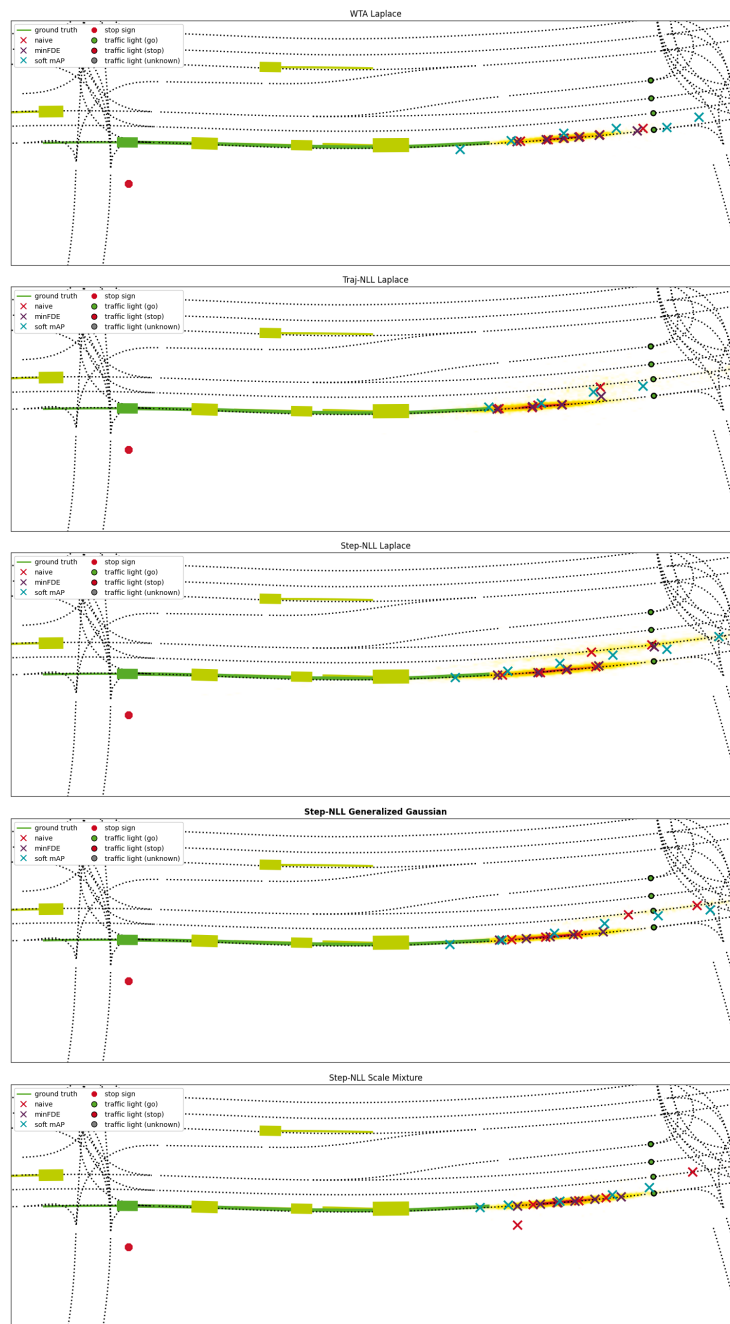 WTA Laplace
ground truth
naive
minFDE
soft mAP
stop sign
traffic light (go)
traffic light (stop)
traffic light (unknown)
Traj-NLL Laplace
ground truth
naive
minFDE
soft mAP
stop sign
traffic light (go)
traffic light (stop)
traffic light (unknown)
Step-NLL Laplace
ground truth
naive
minFDE
soft mAP
stop sign
traffic light (go)
traffic light (stop)
traffic light (unknown)
Step-NLL Generalized Gaussian
ground truth
naive
minFDE
soft mAP
stop sign
traffic light (go)
traffic light (stop)
traffic light (unknown)
Step-NLL Scale Mixture
ground truth
naive
minFDE
soft mAP
stop sign
traffic light (go)
traffic light (stop)
traffic light (unknown)